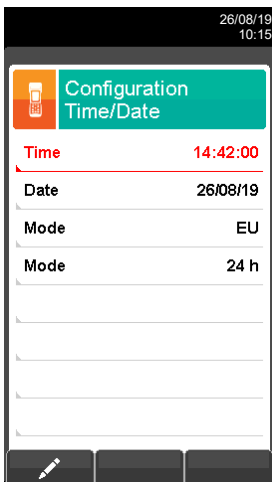 26/08/19
10:15
Configuration
Time/Date
Time 14:42:00
Date 26/08/19
Mode EU
Mode 24 h